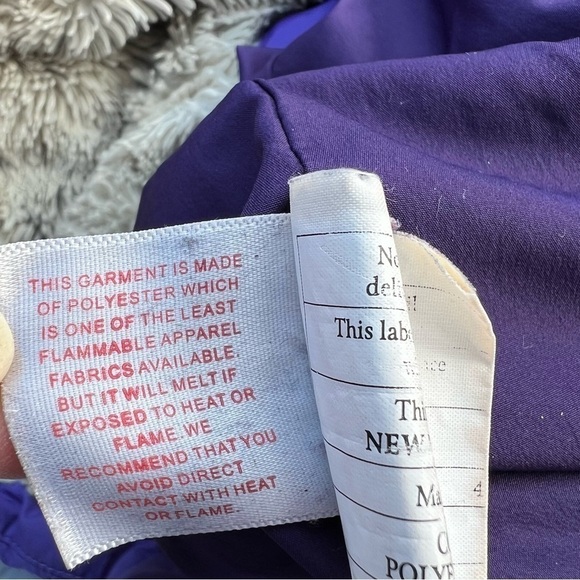 THIS GARMENT IS MADE
OF POLYESTER WHICH
IS ONE OF THE LEAST
FLAMMABLE APPAREL
FABRICS AVAILABLE.
BUT IT WILL MELT IF
EXPOSED TO HEAT OR
FLAME. WE
RECOMMEND THAT YOU
AVOID DIRECT
CONTACT WITH HEAT
OR FLAME.
This
NEW
4